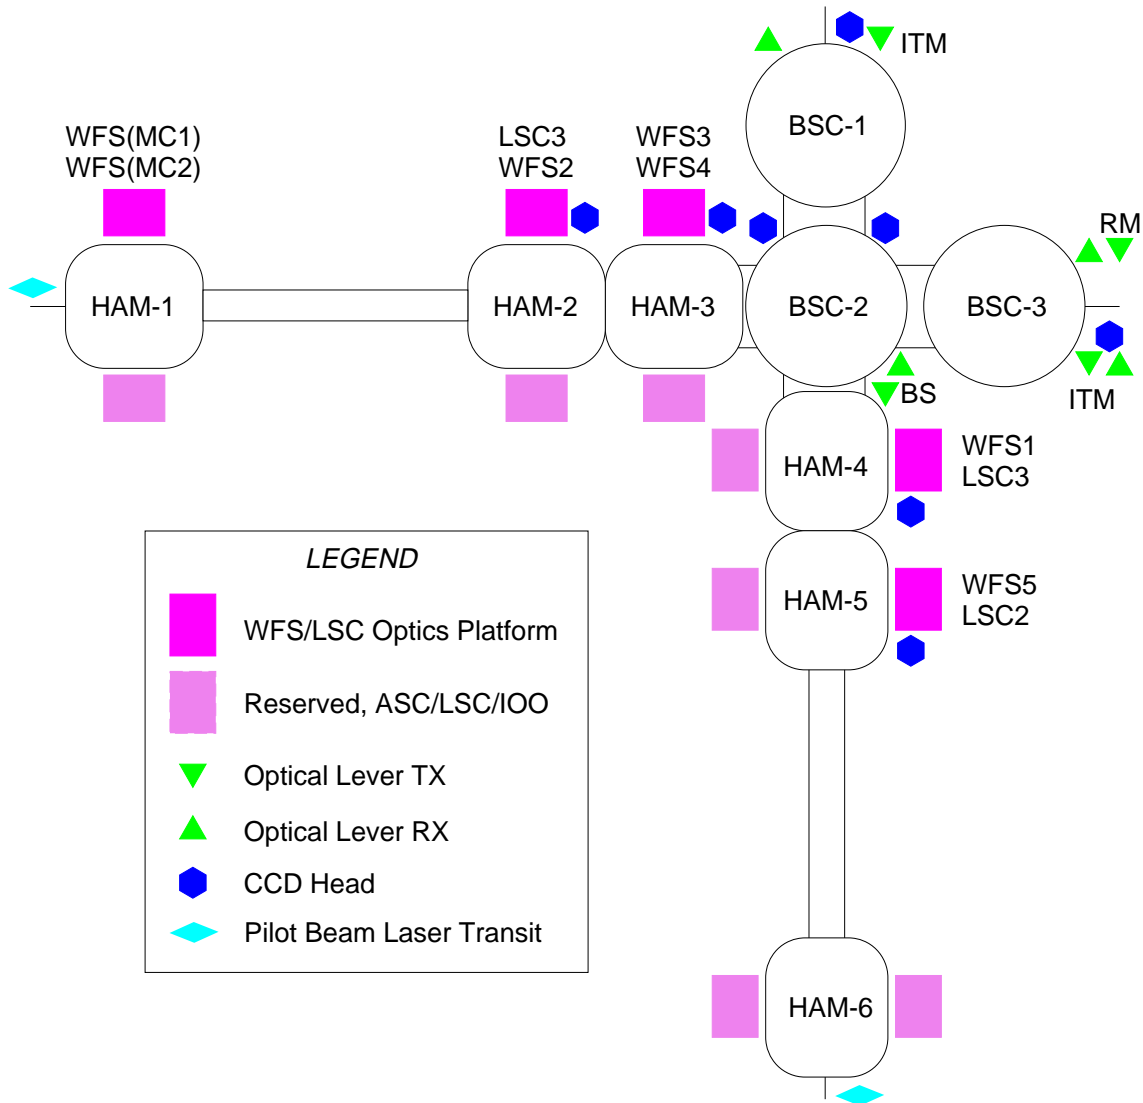 ITM
BSC-1
WFS(MC1)
WFS(MC2)
LSC3
WFS2
WFS3
WFS4
RM
HAM-1
HAM-2
HAM-3
BSC-2
BSC-3
BS
ITM
HAM-4
WFS1
LSC3
HAM-5
WFS5
LSC2
LEGEND
WFS/LSC Optics Platform
Reserved, ASC/LSC/IOO
Optical Lever TX
Optical Lever RX
CCD Head
Pilot Beam Laser Transit
HAM-6